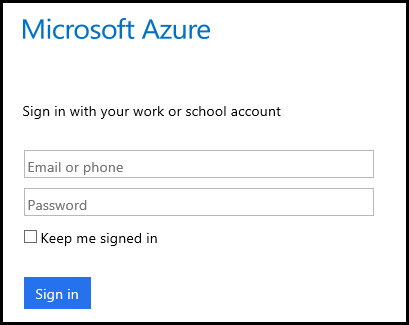 Microsoft Azure
Sign in with your work or school account
Email or phone
Password
Keep me signed in
Sign in